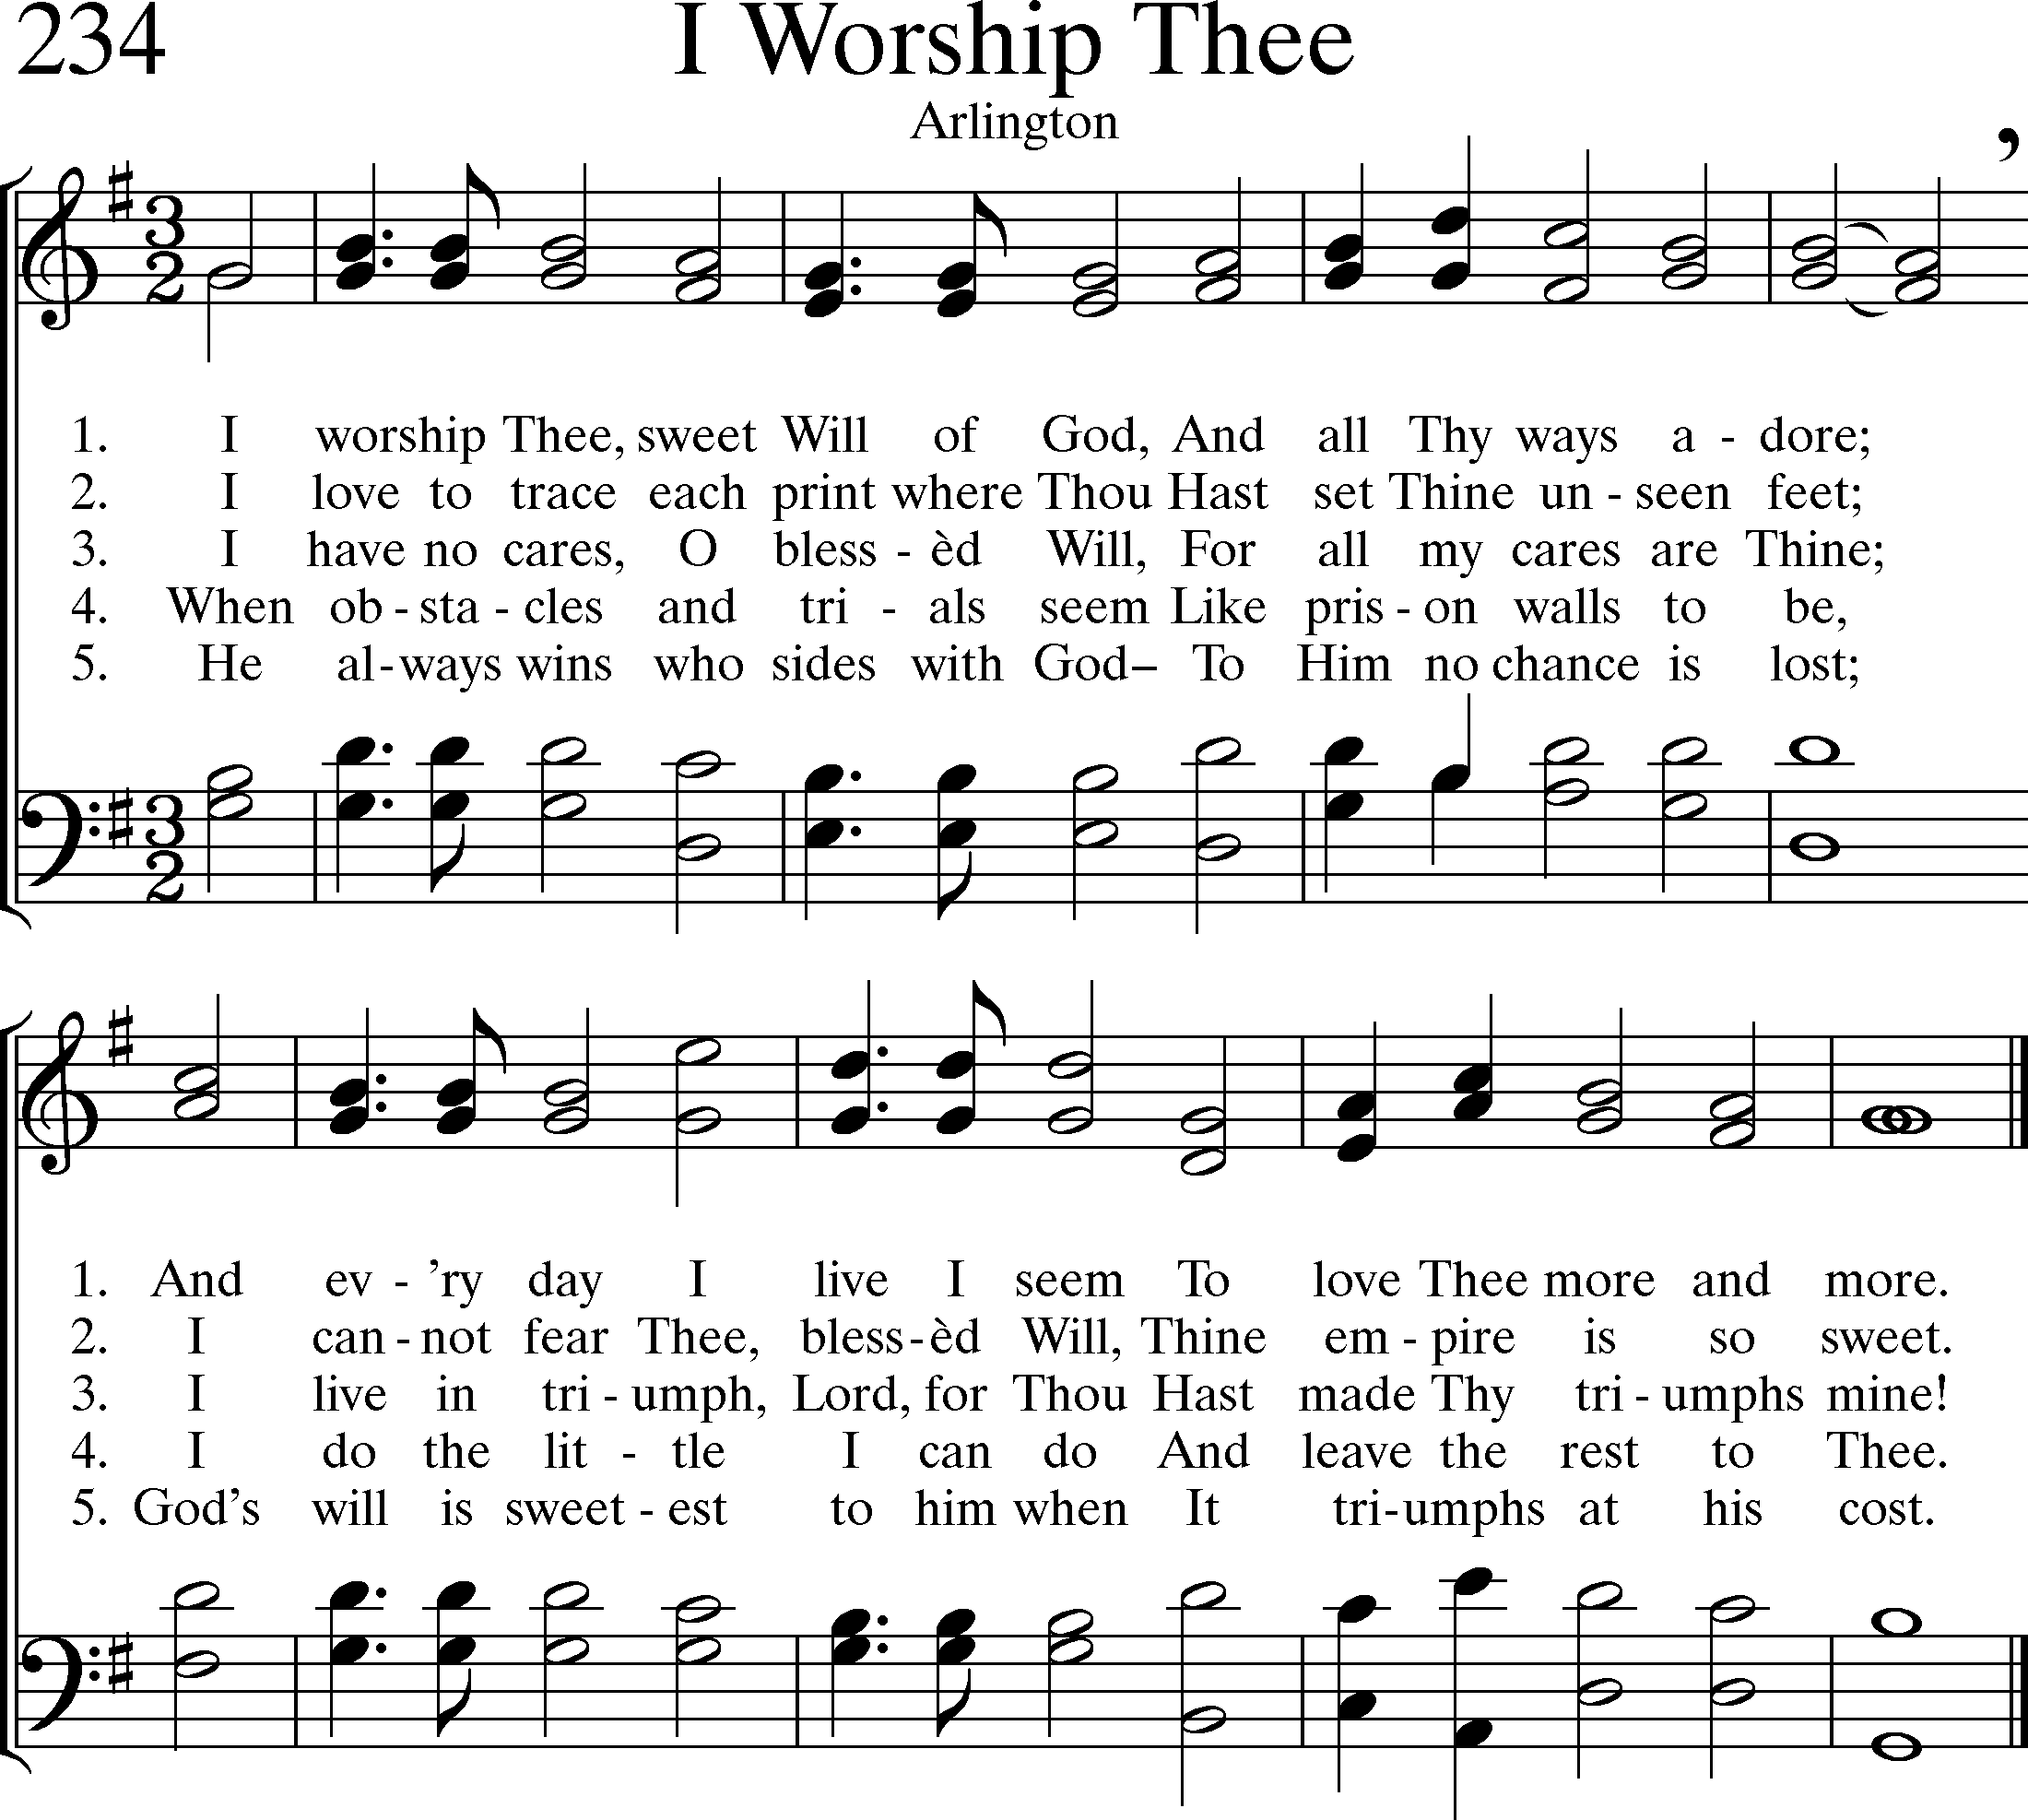 234
I Worship Thee
Arlington
3
2
1. I worship Thee, sweet Will of God, And all Thy ways a - dore;
2. I love to trace each print where Thou Hast set Thine un - seen feet;
3. I have no cares, O bless - èd Will, For all my cares are Thine;
4. When ob - sta - cles and tri - als seem Like pris - on walls to be,
5. He al - ways wins who sides with God– To Him no chance is lost;
3
2
1. And ev - ’ry day I live I seem To love Thee more and more.
2. I can - not fear Thee, bless - èd Will, Thine em - pire is so sweet.
3. I live in tri - umph, Lord, for Thou Hast made Thy tri - umphs mine!
4. I do the lit - tle I can do And leave the rest to Thee.
5. God’s will is sweet - est to him when It tri - umphs at his cost.